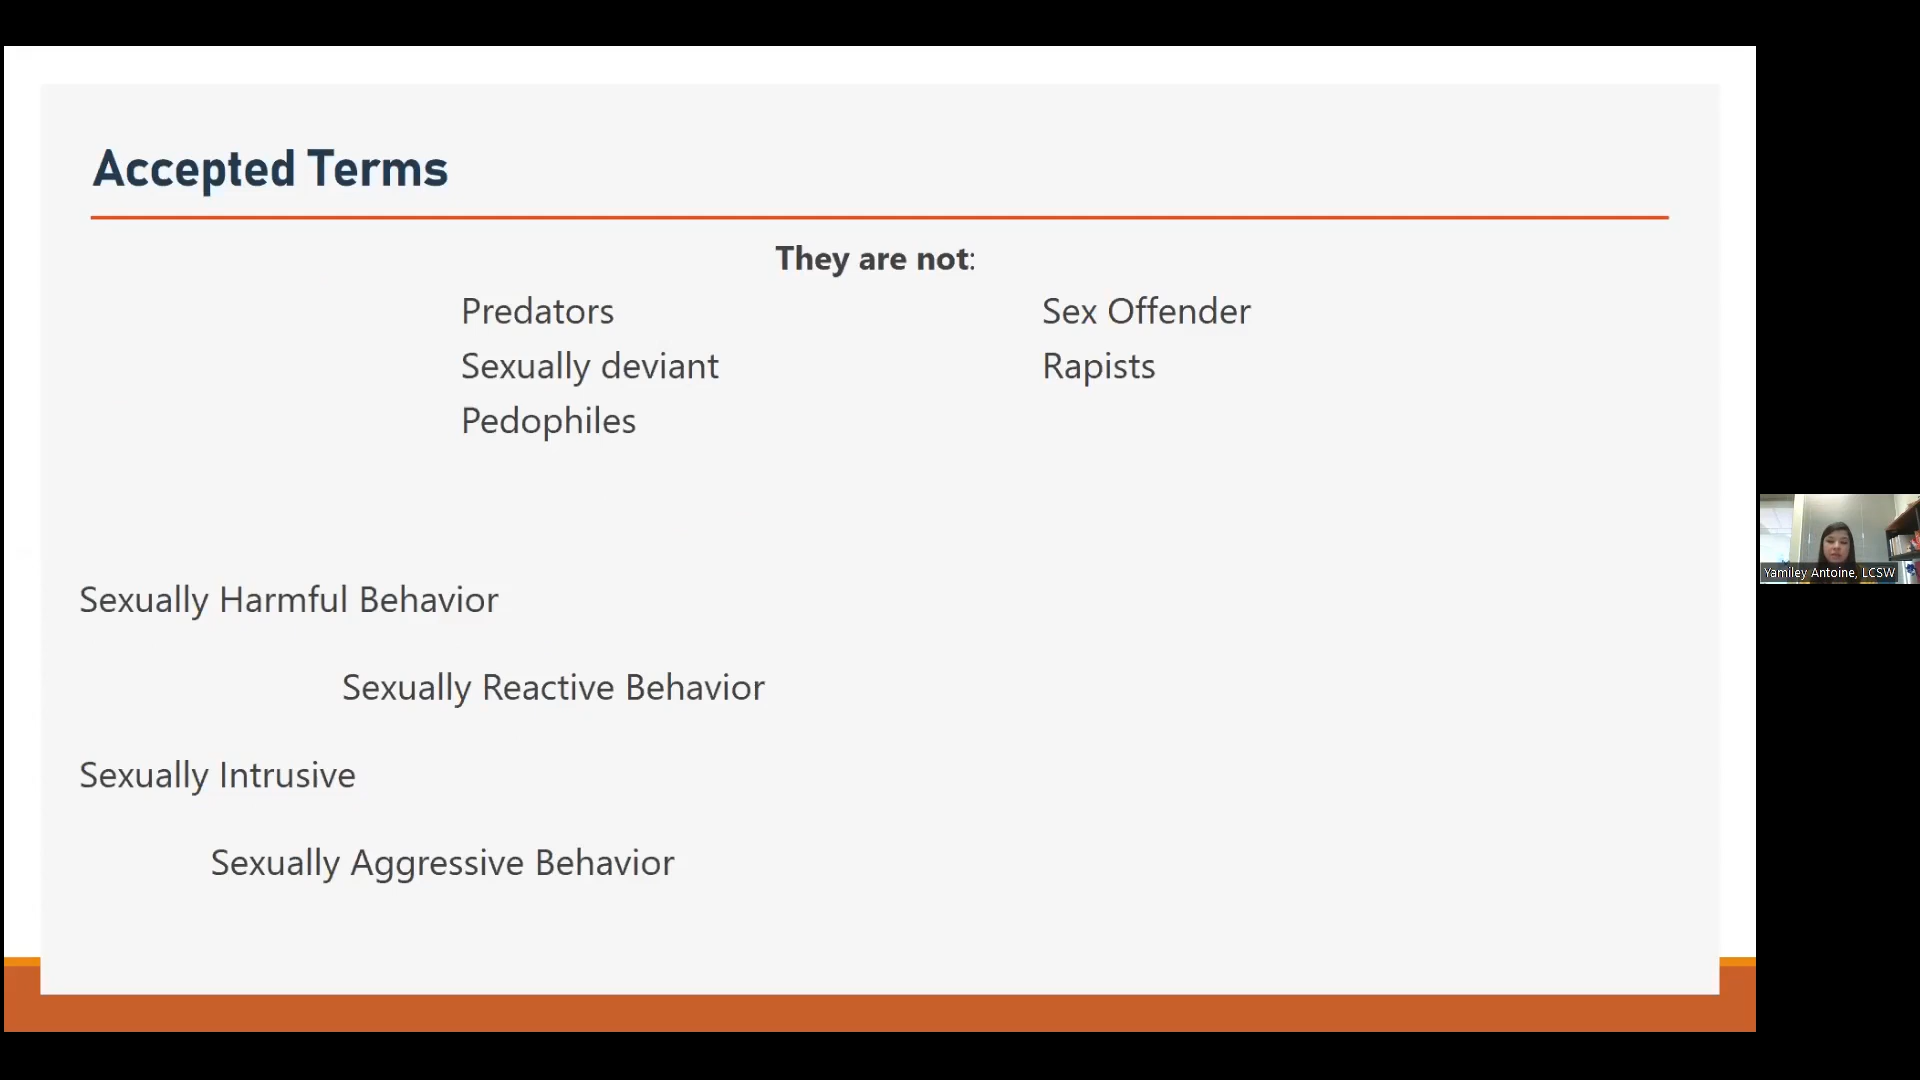 Accepted Terms
They are not:
Predators
Sexually deviant
Pedophiles
Sex Offender
Rapists
Sexually Harmful Behavior
Sexually Reactive Behavior
Sexually Intrusive
Sexually Aggressive Behavior
Yamiley Antoine, LCSW